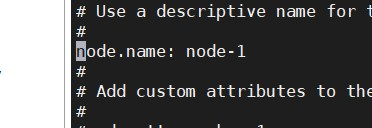 # Use a descriptive name for
#
node.name: node-1
#
# Add custom attributes to the
#